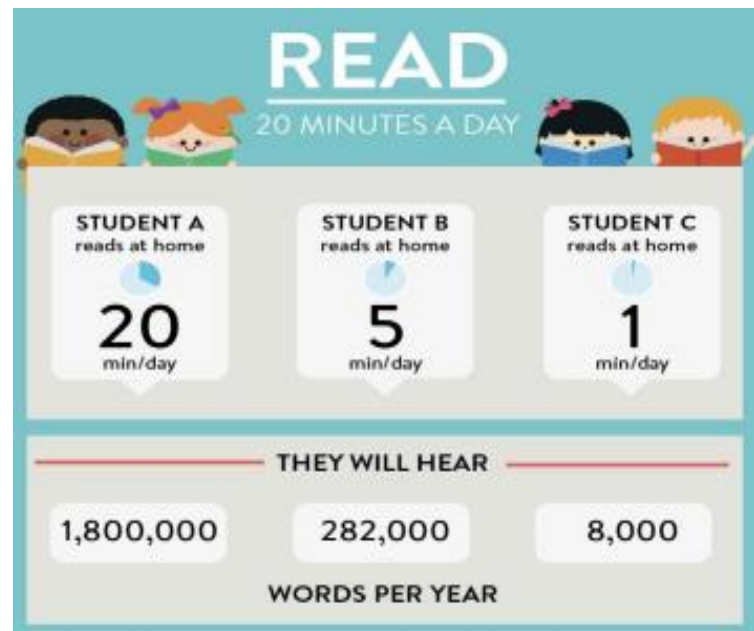 READ
20 MINUTES A DAY
STUDENT A
reads at home
20
min/day
STUDENT B
reads at home
5
min/day
STUDENT C
reads at home
1
min/day
THEY WILL HEAR
1,800,000
282,000
8,000
WORDS PER YEAR